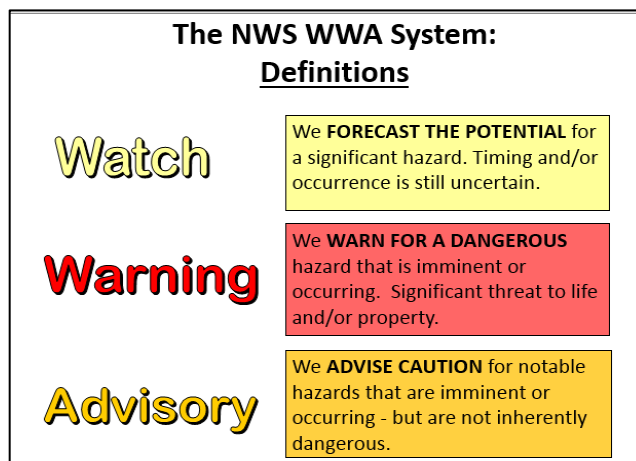 The NWS WWA System:
Definitions
Watch
We FORECAST THE POTENTIAL for
a significant hazard. Timing and/or
occurrence is still uncertain.
Warning
We WARN FOR A DANGEROUS
hazard that is imminent or
occurring.  Significant threat to life
and/or property.
Advisory
We ADVISE CAUTION for notable
hazards that are imminent or
occurring - but are not inherently
dangerous.